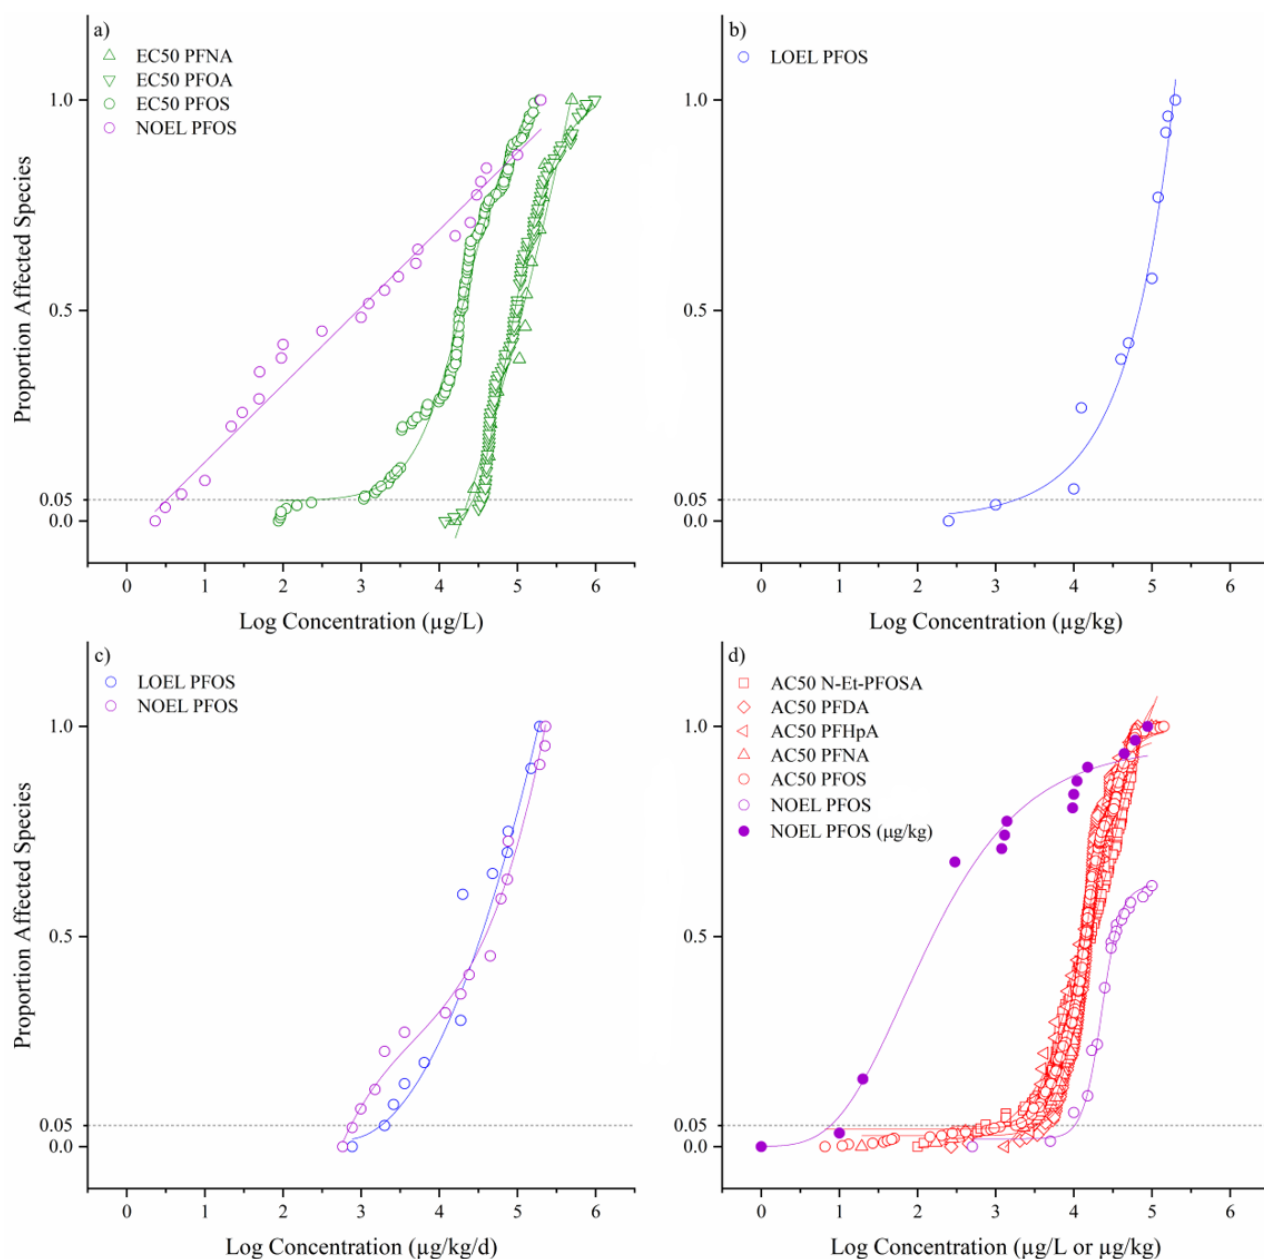 a)
EC50 PFNA
EC50 PFOA
EC50 PFOS
NOEL PFOS
1.0
0.5
0.05
0.0
Proportion Affected Species
0 1 2 3 4 5 6
Log Concentration (µg/L)
b)
LOEL PFOS
1.0
0.5
0.05
0.0
0 1 2 3 4 5 6
Log Concentration (µg/kg)
c)
LOEL PFOS
NOEL PFOS
1.0
0.5
0.05
0.0
Proportion Affected Species
0 1 2 3 4 5 6
Log Concentration (µg/kg/d)
d)
AC50 N-Et-PFOSA
AC50 PFDA
AC50 PFHpA
AC50 PFNA
AC50 PFOS
NOEL PFOS
NOEL PFOS (µg/kg)
1.0
0.5
0.05
0.0
0 1 2 3 4 5 6
Log Concentration (µg/L or µg/kg)